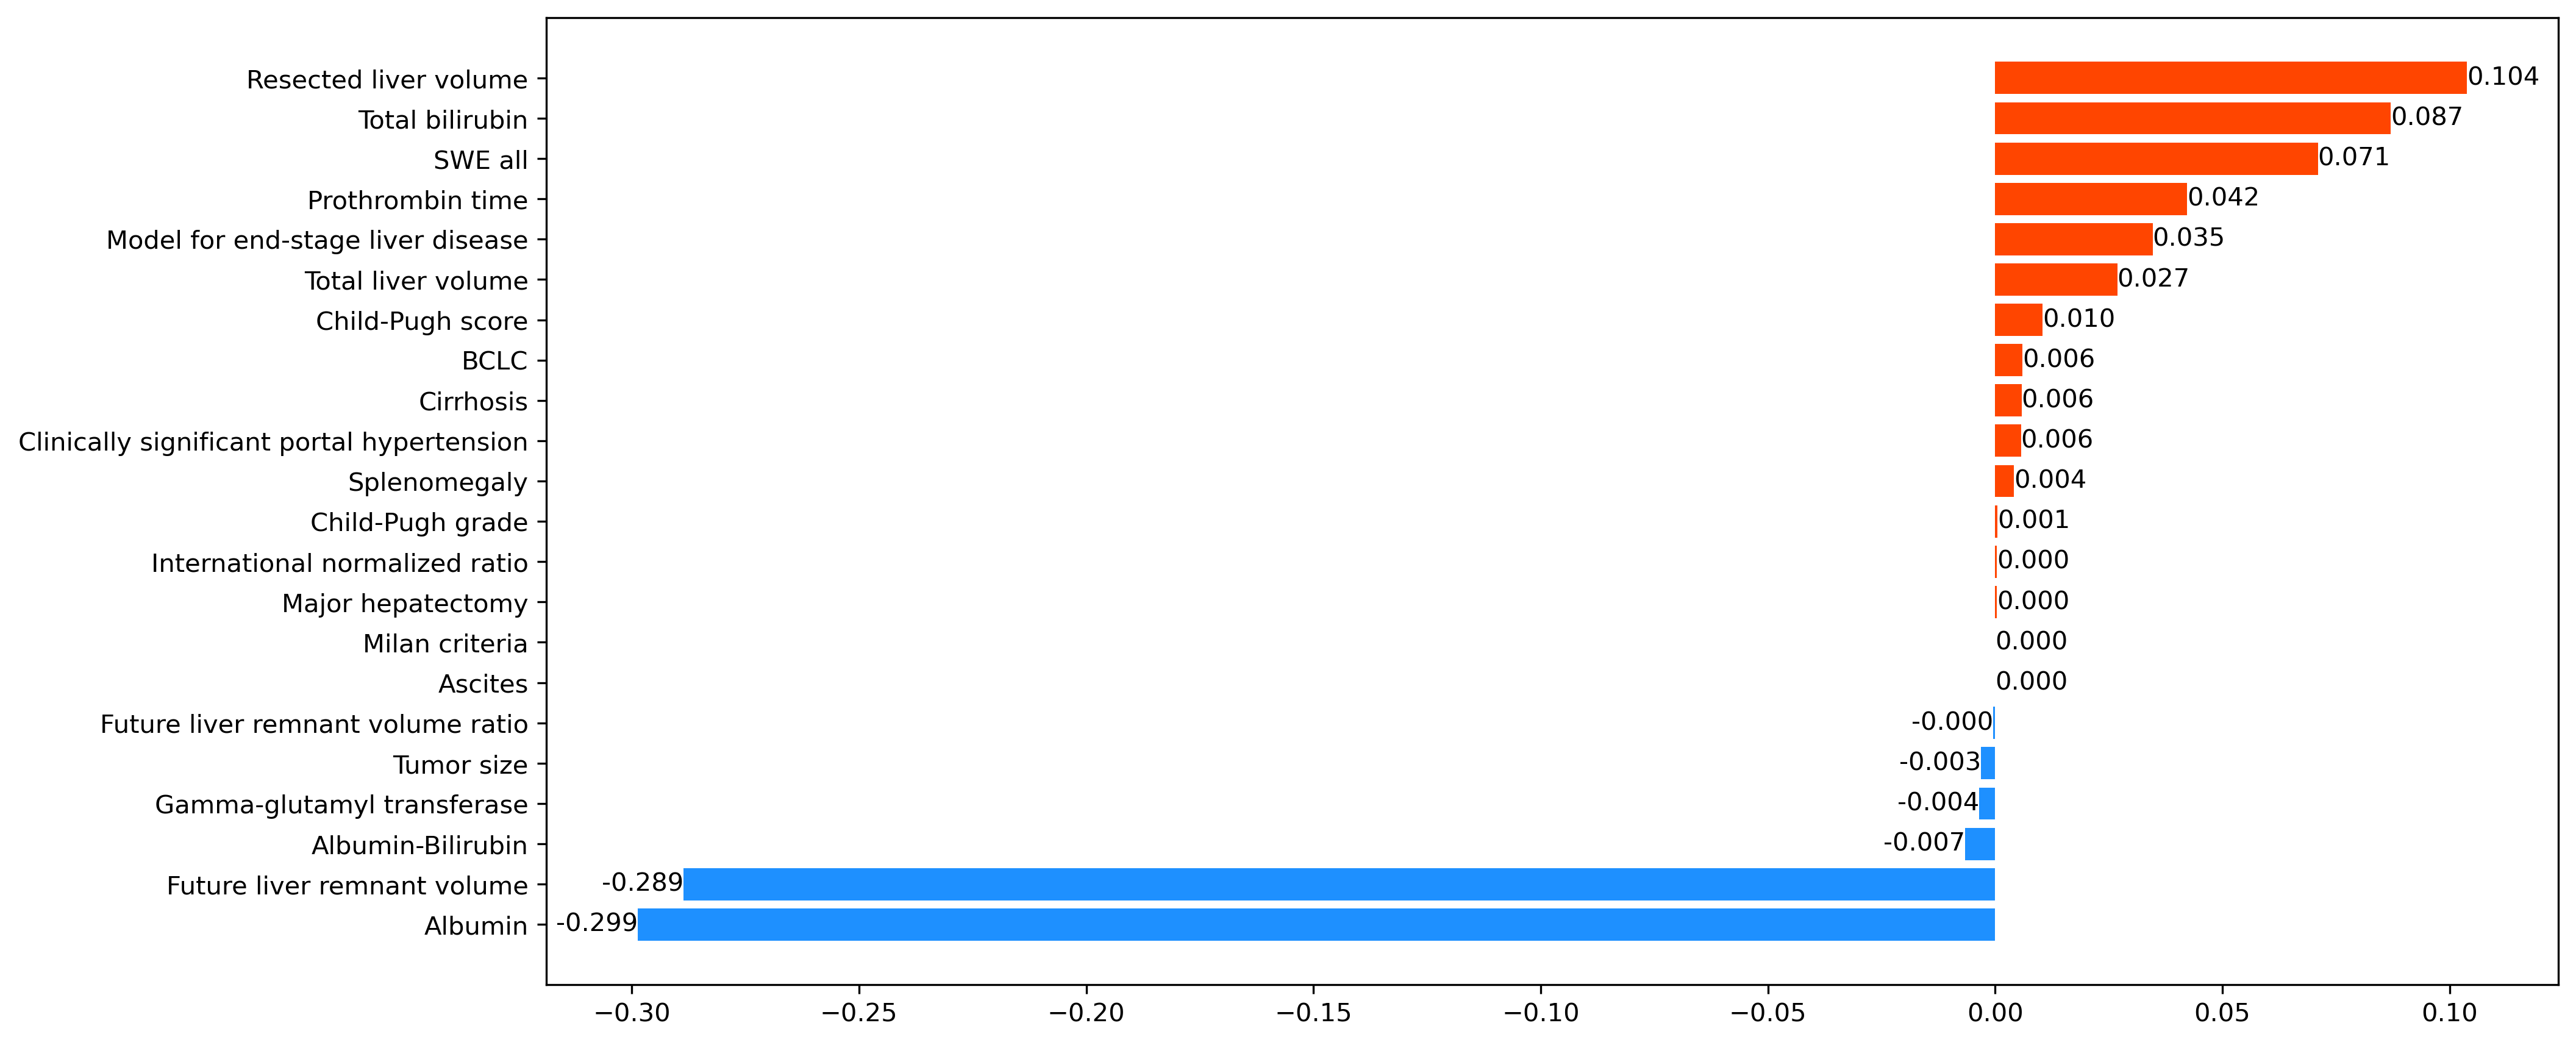 Resected liver volume 0.104
Total bilirubin 0.087
SWE all 0.071
Prothrombin time 0.042
Model for end-stage liver disease 0.035
Total liver volume 0.027
Child-Pugh score 0.010
BCLC 0.006
Cirrhosis 0.006
Clinically significant portal hypertension 0.006
Splenomegaly 0.004
Child-Pugh grade 0.001
International normalized ratio 0.000
Major hepatectomy 0.000
Milan criteria 0.000
Ascites 0.000
Future liver remnant volume ratio -0.000
Tumor size -0.003
Gamma-glutamyl transferase -0.004
Albumin-Bilirubin -0.007
Future liver remnant volume -0.289
Albumin -0.299
−0.30 −0.25 −0.20 −0.15 −0.10 −0.05 0.00 0.05 0.10